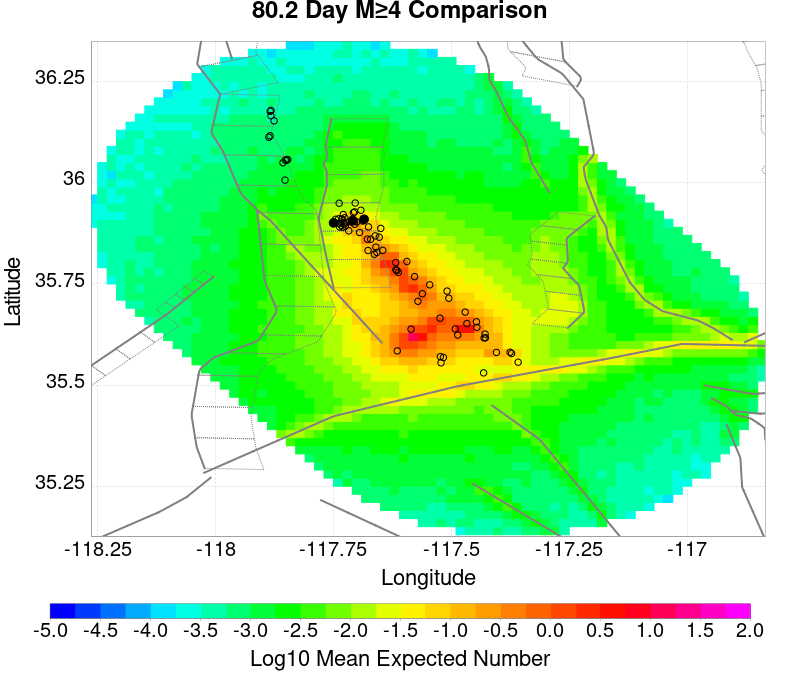 80.2 Day M≥4 Comparison
36.25
36
35.75
35.5
35.25
Latitude
-118.25 -118 -117.75 -117.5 -117.25 -117
Longitude
-5.0 -4.5 -4.0 -3.5 -3.0 -2.5 -2.0 -1.5 -1.0 -0.5 0.0 0.5 1.0 1.5 2.0
Log10 Mean Expected Number